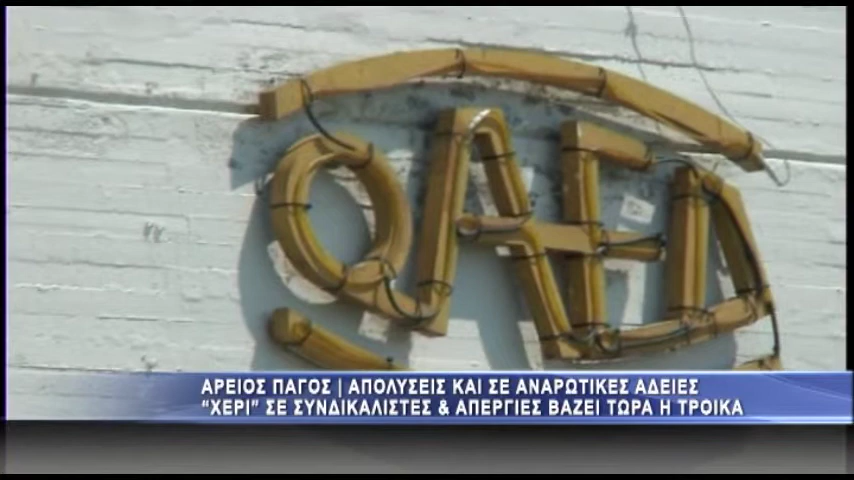 ΟΑΕΔ
ΑΡΕΙΟΣ ΠΑΓΟΣ | ΑΠΟΛΥΣΕΙΣ ΚΑΙ ΣΕ ΑΝΑΡΩΤΙΚΕΣ ΑΔΕΙΕΣ
“ΧΕΡΙ” ΣΕ ΣΥΝΔΙΚΑΛΙΣΤΕΣ & ΑΠΕΡΓΙΕΣ ΒΑΖΕΙ ΤΩΡΑ Η ΤΡΟΙΚΑ